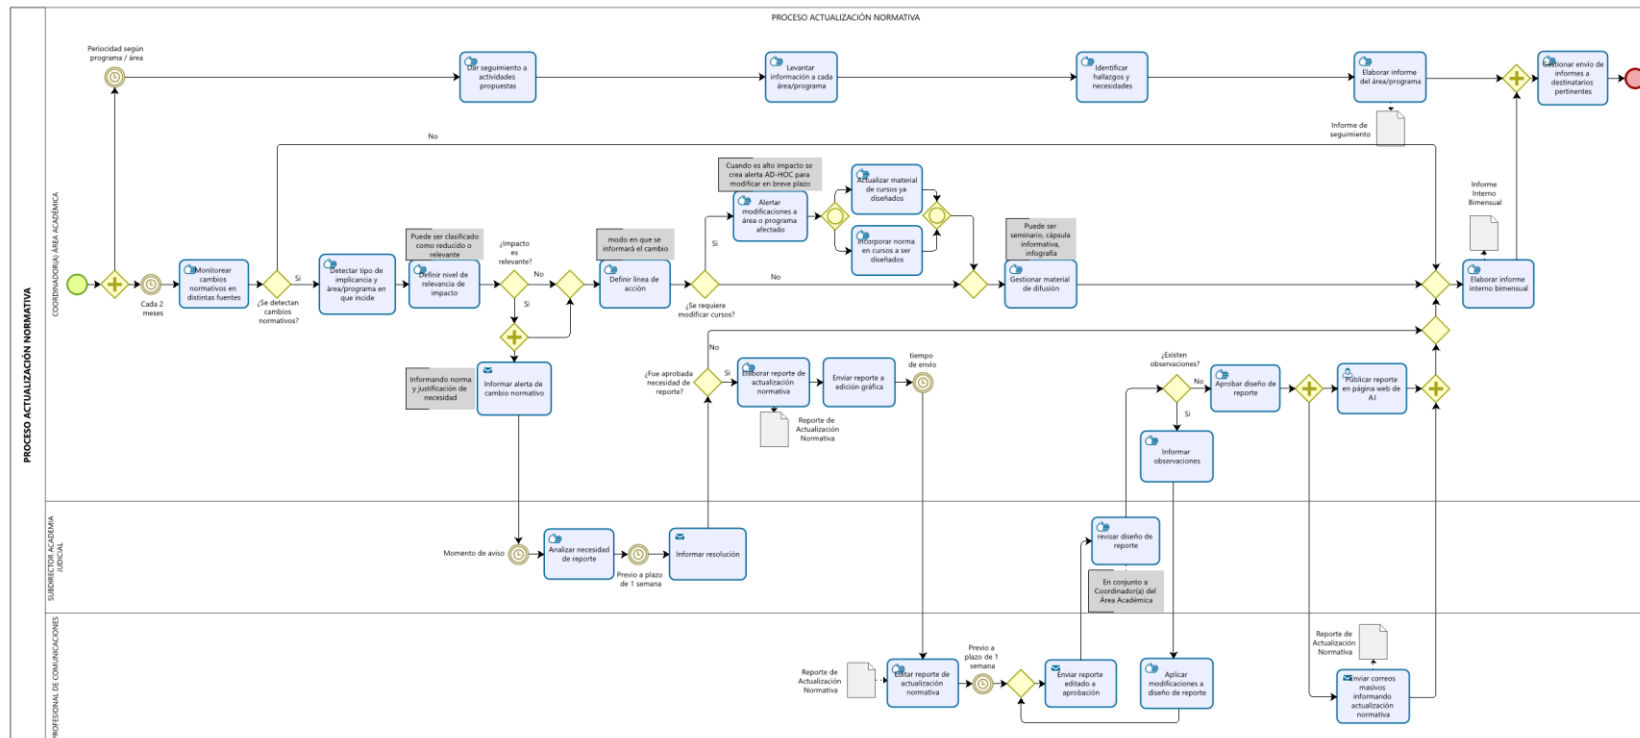 PROCESO ACTUALIZACIÓN NORMATIVA
PROCESO ACTUALIZACIÓN NORMATIVA
COORDINADOR(A) ÁREA ACADÉMICA
Periocidad según
programa / área
Dar seguimiento a
actividades
propuestas
Levantar
información a cada
área/programa
Identificar
hallazgos y
necesidades
Elaborar informe
del área/programa
Gestionar envío de
informes a
destinatarios
pertinentes
Informe de
seguimiento
No
Cada 2
meses
Monitorear
cambios
normativos en
distintas fuentes
¿Se detectan
cambios
normativos?
Si
Detectar tipo de
implicancia y
área/programa en
que incide
Puede ser clasificado
como reducido o
relevante
Definir nivel de
relevancia de
impacto
¿Impacto
es
relevante?
No
Si
modo en que se
informará el cambio
Definir línea de
acción
Si
¿Se requiere
modificar cursos?
No
Cuando es alto impacto se
crea alerta AD-HOC para
modificar en breve plazo
Alertar
modificaciones a
área o programa
afectado
Actualizar material
de cursos ya
diseñados
Incorporar norma
en cursos a ser
diseñados
Puede ser
seminario, cápsula
informativa,
infografía
Gestionar material
de difusión
Informe
Interno
Bimensual
Elaborar informe
interno bimensual
Informando norma
y justificación de
necesidad
Informar alerta de
cambio normativo
¿Fue aprobada
necesidad de
reporte?
No
Si
Elaborar reporte de
actualización
normativa
Reporte de
Actualización
Normativa
Enviar reporte a
edición gráfica
tiempo
de envío
¿Existen
observaciones?
No
Si
Aprobar diseño de
reporte
Publicar reporte
en página web de
AJ
Informar
observaciones
SUBDIRECTOR ACADEMIA
JUDICIAL
Momento de aviso
Analizar necesidad
de reporte
Previo a plazo
de 1 semana
Informar resolución
revisar diseño de
reporte
En conjunto a
Coordinador(a) del
Área Académica
PROFESIONAL DE COMUNICACIONES
Reporte de
Actualización
Normativa
Editar reporte de
actualización
normativa
Previo a
plazo de 1
semana
Enviar reporte
editado a
aprobación
Aplicar
modificaciones a
diseño de reporte
Reporte de
Actualización
Normativa
Enviar correos
masivos
informando
actualización
normativa